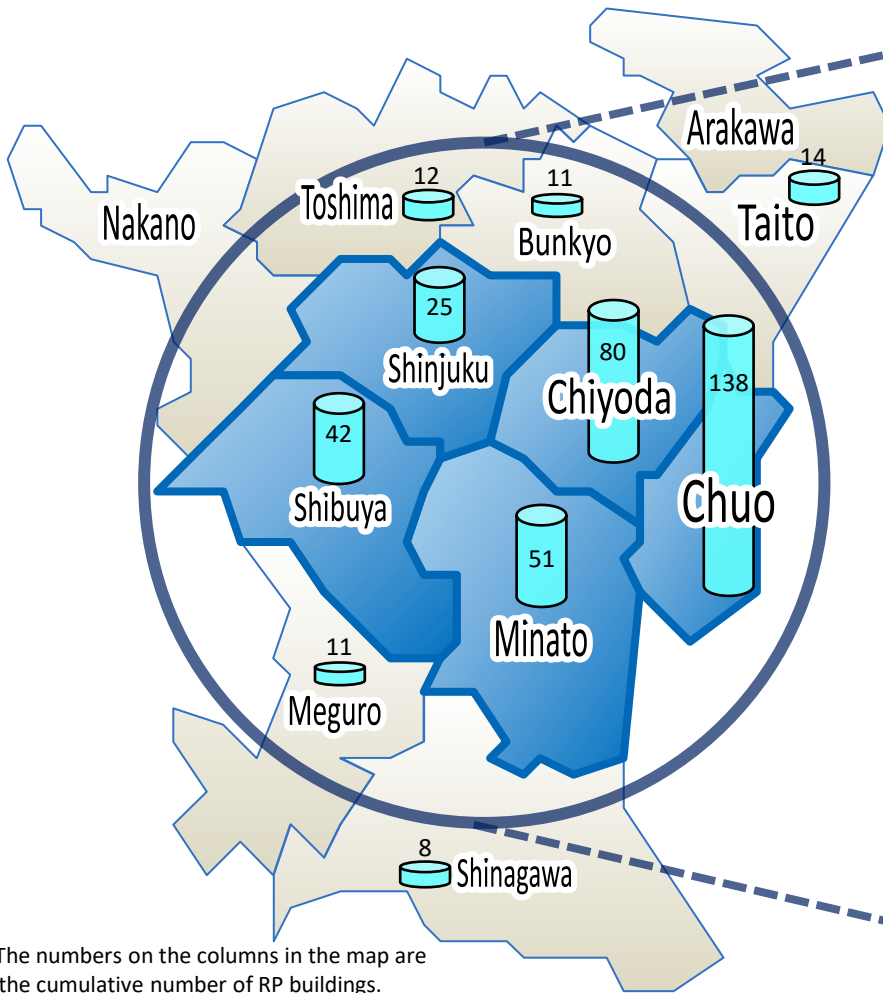 Arakawa
14
Taito
12
Toshima
11
Bunkyo
Nakano
25
Shinjuku
80
Chiyoda
138
Chuo
42
Shibuya
51
Minato
11
Meguro
8
Shinagawa
The numbers on the columns in the map are
the cumulative number of RP buildings.